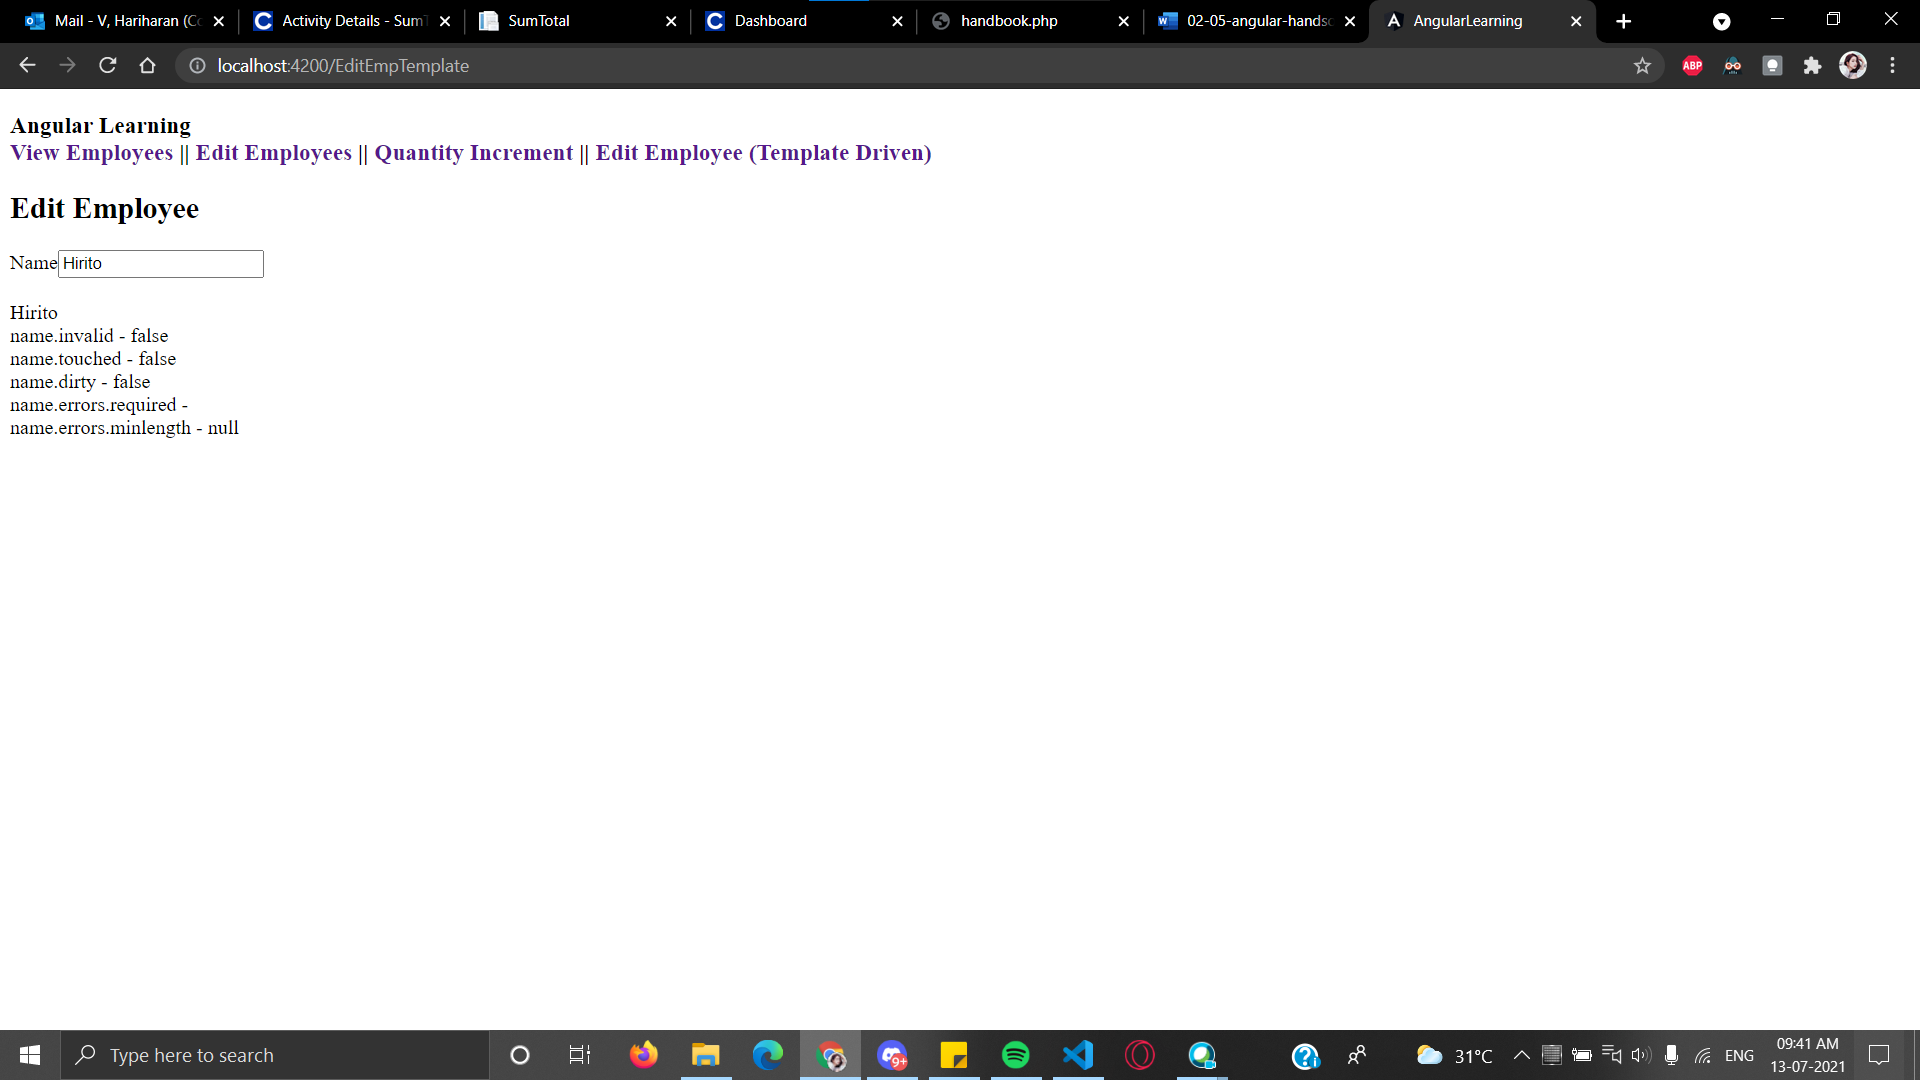 Mail - V, Hariharan (Co
Activity Details - SumT
SumTotal
Dashboard
handbook.php
02-05-angular-handso
AngularLearning
localhost:4200/EditEmpTemplate
ABP
Angular Learning
View Employees || Edit Employees || Quantity Increment || Edit Employee (Template Driven)
Edit Employee
Name Hirito
Hirito
name.invalid - false
name.touched - false
name.dirty - false
name.errors.required -
name.errors.minlength - null
Type here to search
9+
31°C
ENG
09:41 AM
13-07-2021